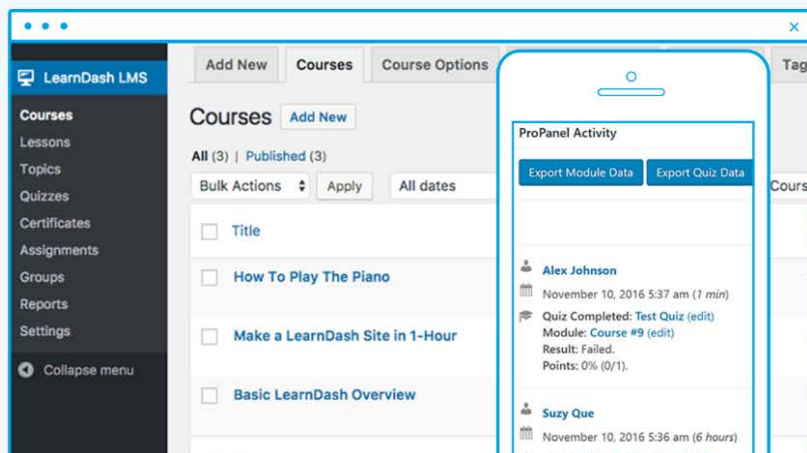 LearnDash LMS
Courses
Lessons
Topics
Quizzes
Certificates
Assignments
Groups
Reports
Settings
Collapse menu
Add New Courses Course Options Tag
Courses Add New
All (3) | Published (3)
Bulk Actions Apply All dates Cours
Title
How To Play The Piano
Make a LearnDash Site in 1-Hour
Basic LearnDash Overview
ProPanel Activity
Export Module Data Export Quiz Data
Alex Johnson
November 10, 2016 5:37 am (1 min)
Quiz Completed: Test Quiz (edit)
Module: Course #9 (edit)
Result: Failed.
Points: 0% (0/1).
Suzy Que
November 10, 2016 5:36 am (6 hours)